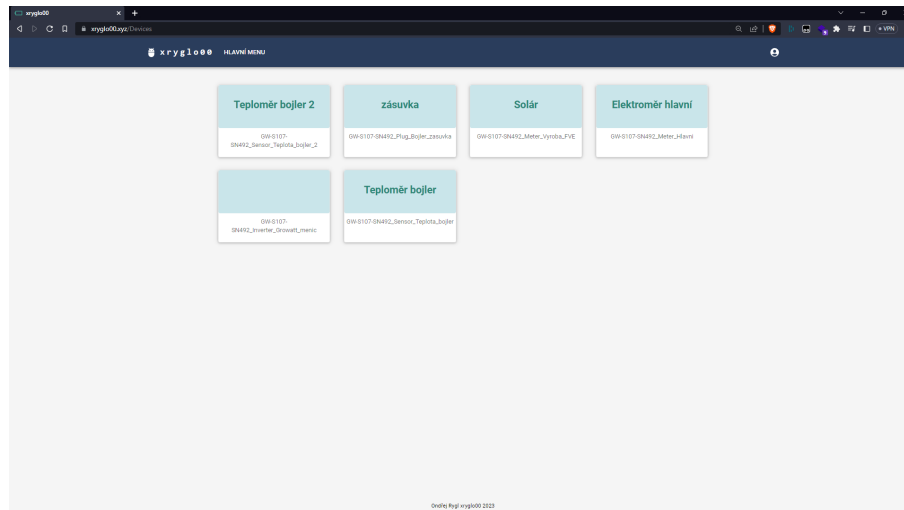 xryglo00
xryglo00.xyz/Devices
VPN
xryglo00 HLAVNÍ MENU
Teploměr bojler 2
GW-S107-
SN492_Sensor_Teplota_bojler_2
zásuvka
GW-S107-SN492_Plug_Bojler_zasuvka
Solár
GW-S107-SN492_Meter_Vyroba_FVE
Elektroměr hlavní
GW-S107-SN492_Meter_Hlavni
GW-S107-
SN492_Inverter_Growatt_menic
Teploměr bojler
GW-S107-SN492_Sensor_Teplota_bojler
Ondřej Rygl xryglo00 2023